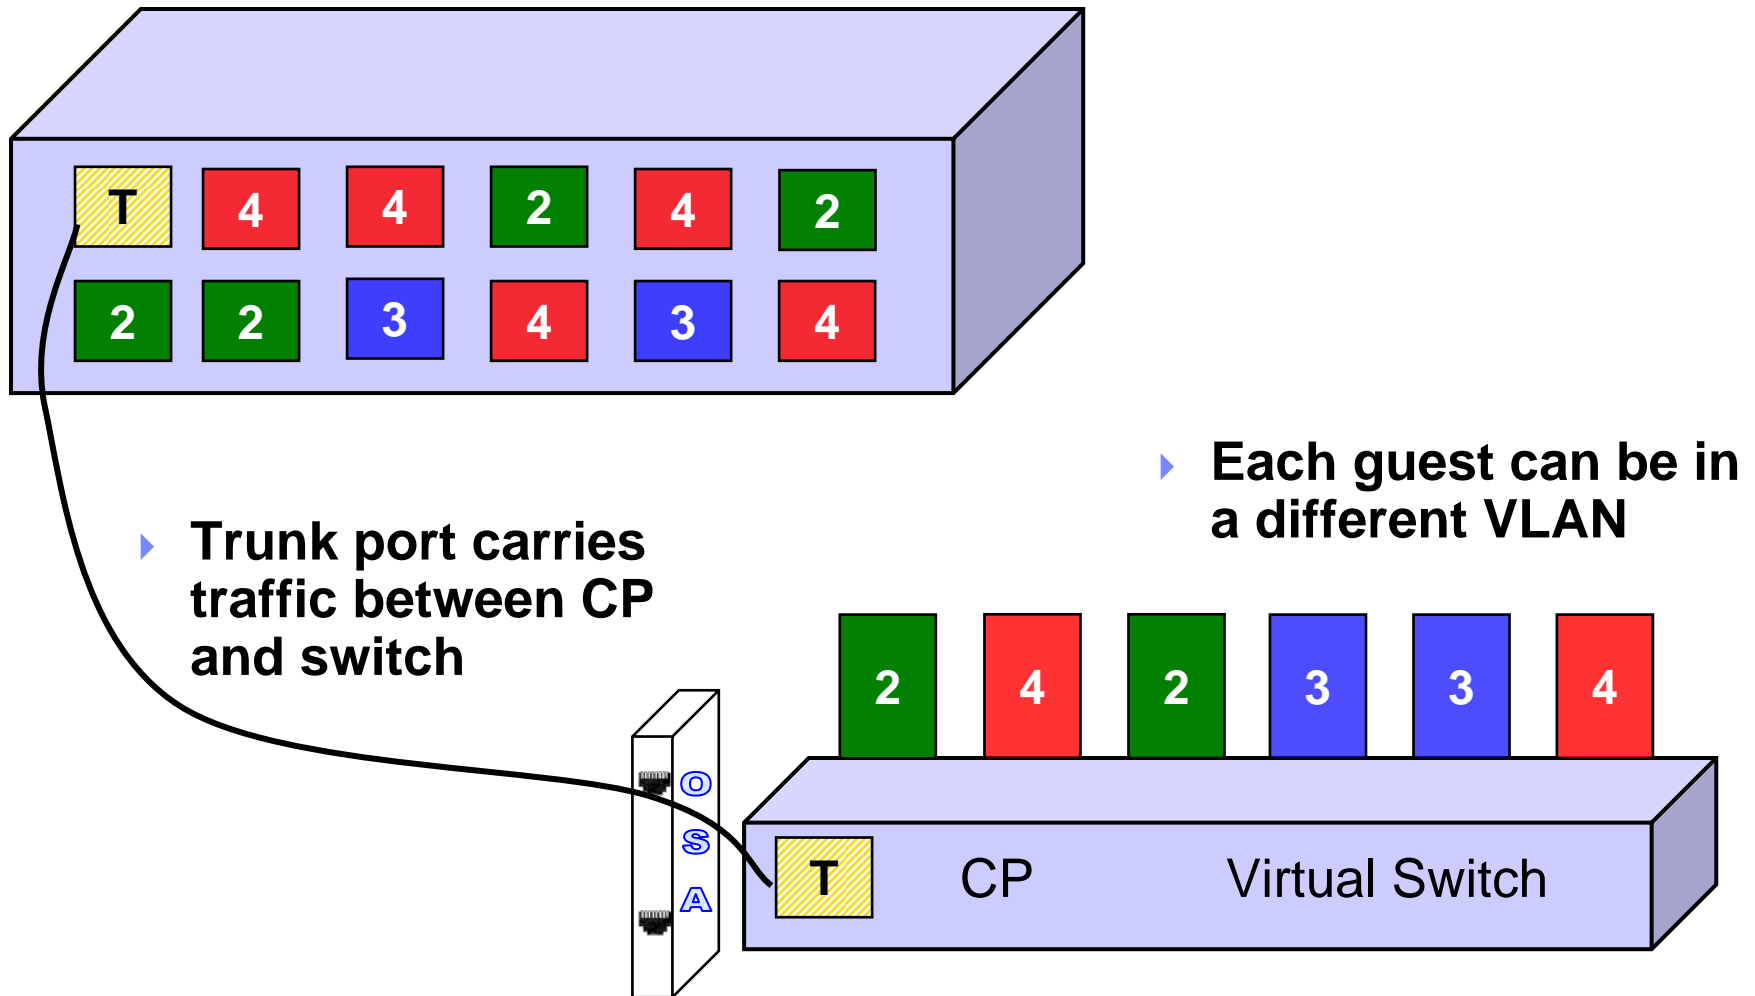 T 4 4 2 4 2
2 2 3 4 3 4
Each guest can be in
a different VLAN
Trunk port carries
traffic between CP
and switch
2 4 2 3 3 4
O
S
A
T CP Virtual Switch